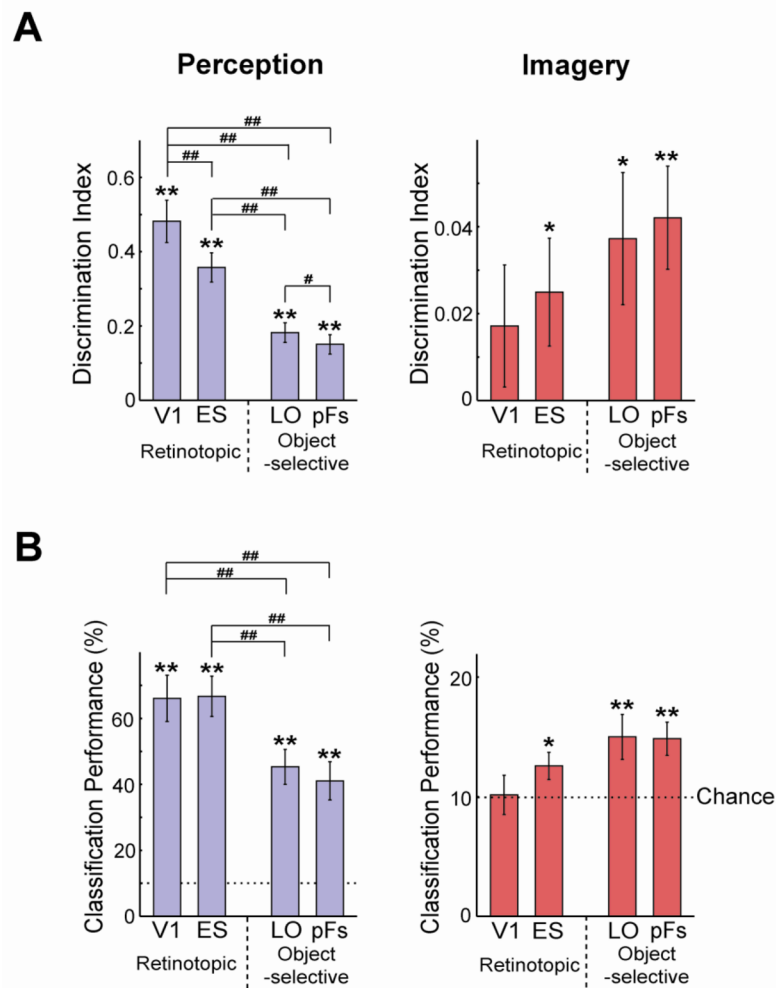 A
Perception
Imagery
##
##
##
##
##
#
**
**
**
**
Discrimination Index
0.6
0.4
0.2
0
V1 ES LO pFs
Retinotopic
Object
-selective
*
*
**
Discrimination Index
0.04
0.02
0
V1 ES LO pFs
Retinotopic
Object
-selective
B
##
##
##
##
**
**
**
**
Classification Performance (%)
60
40
20
0
V1 ES LO pFs
Retinotopic
Object
-selective
*
**
**
Classification Performance (%)
20
10
0
Chance
V1 ES LO pFs
Retinotopic
Object
-selective